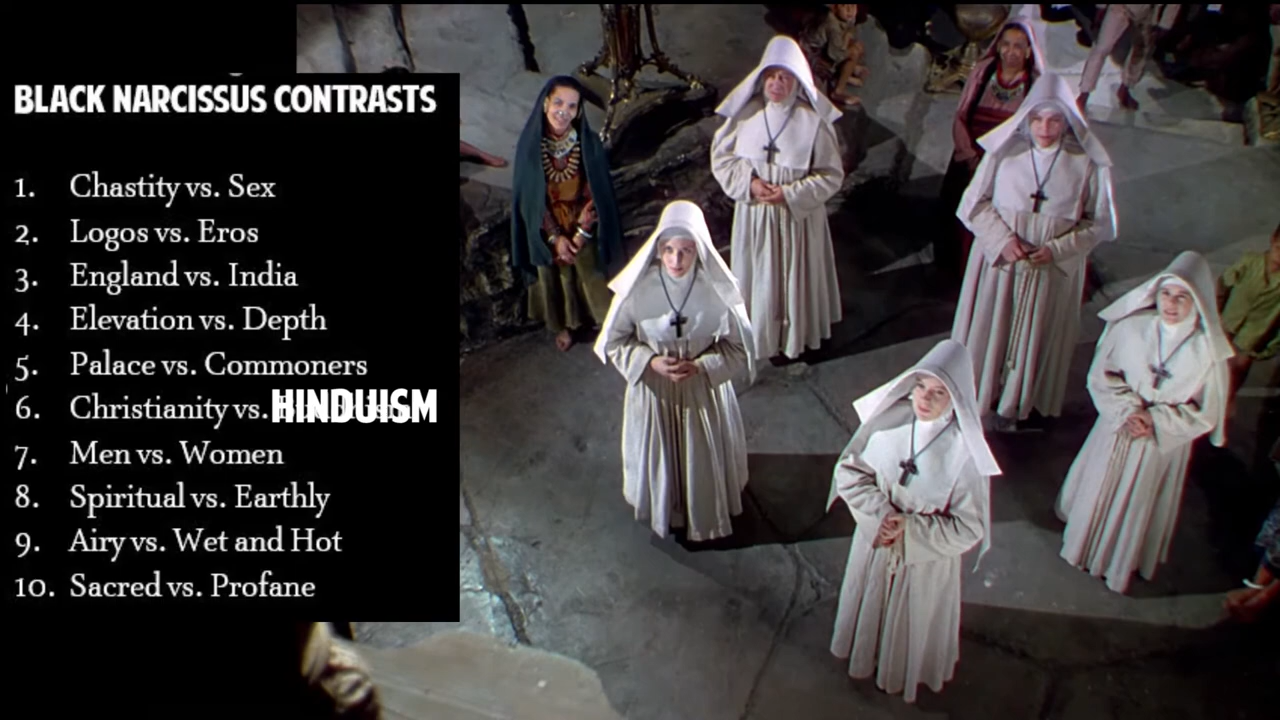 BLACK NARCISSUS CONTRASTS
1. Chastity vs. Sex
2. Logos vs. Eros
3. England vs. India
4. Elevation vs. Depth
5. Palace vs. Commoners
6. Christianity vs. HINDUISM
7. Men vs. Women
8. Spiritual vs. Earthly
9. Airy vs. Wet and Hot
10. Sacred vs. Profane